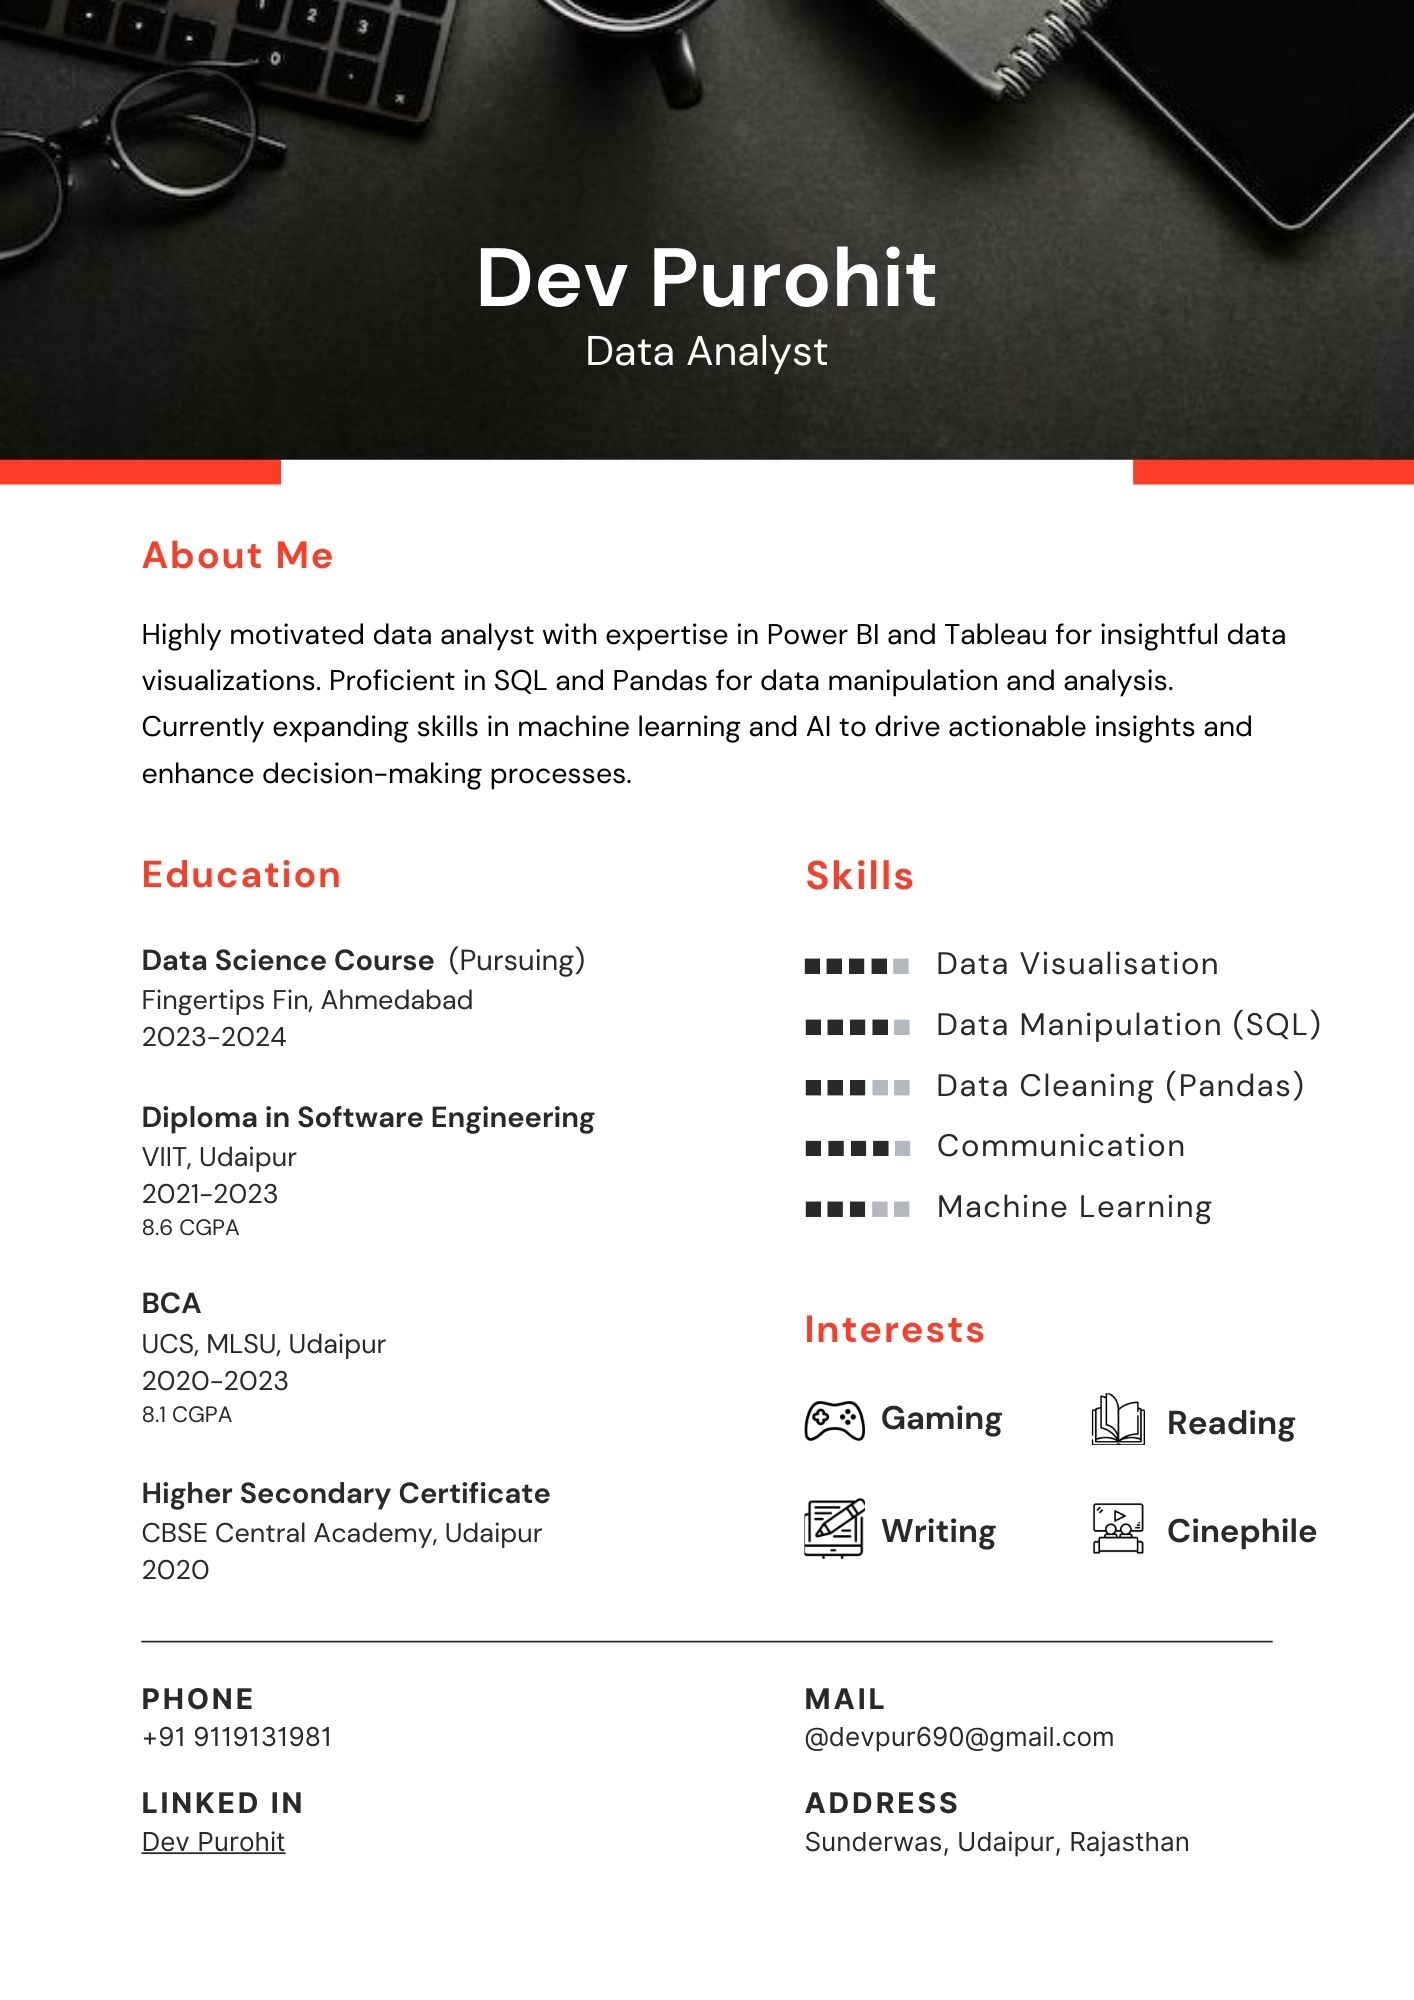 1
2
3
0
Dev Purohit
Data Analyst
About Me
Highly motivated data analyst with expertise in Power BI and Tableau for insightful data
visualizations. Proficient in SQL and Pandas for data manipulation and analysis.
Currently expanding skills in machine learning and AI to drive actionable insights and
enhance decision-making processes.
Education
Data Science Course (Pursuing)
Fingertips Fin, Ahmedabad
2023-2024
Diploma in Software Engineering
VIIT, Udaipur
2021-2023
8.6 CGPA
BCA
UCS, MLSU, Udaipur
2020-2023
8.1 CGPA
Higher Secondary Certificate
CBSE Central Academy, Udaipur
2020
Skills
Data Visualisation
Data Manipulation (SQL)
Data Cleaning (Pandas)
Communication
Machine Learning
Interests
Gaming
Reading
Writing
Cinephile
PHONE
+91 9119131981
MAIL
@devpur690@gmail.com
LINKED IN
Dev Purohit
ADDRESS
Sunderwas, Udaipur, Rajasthan